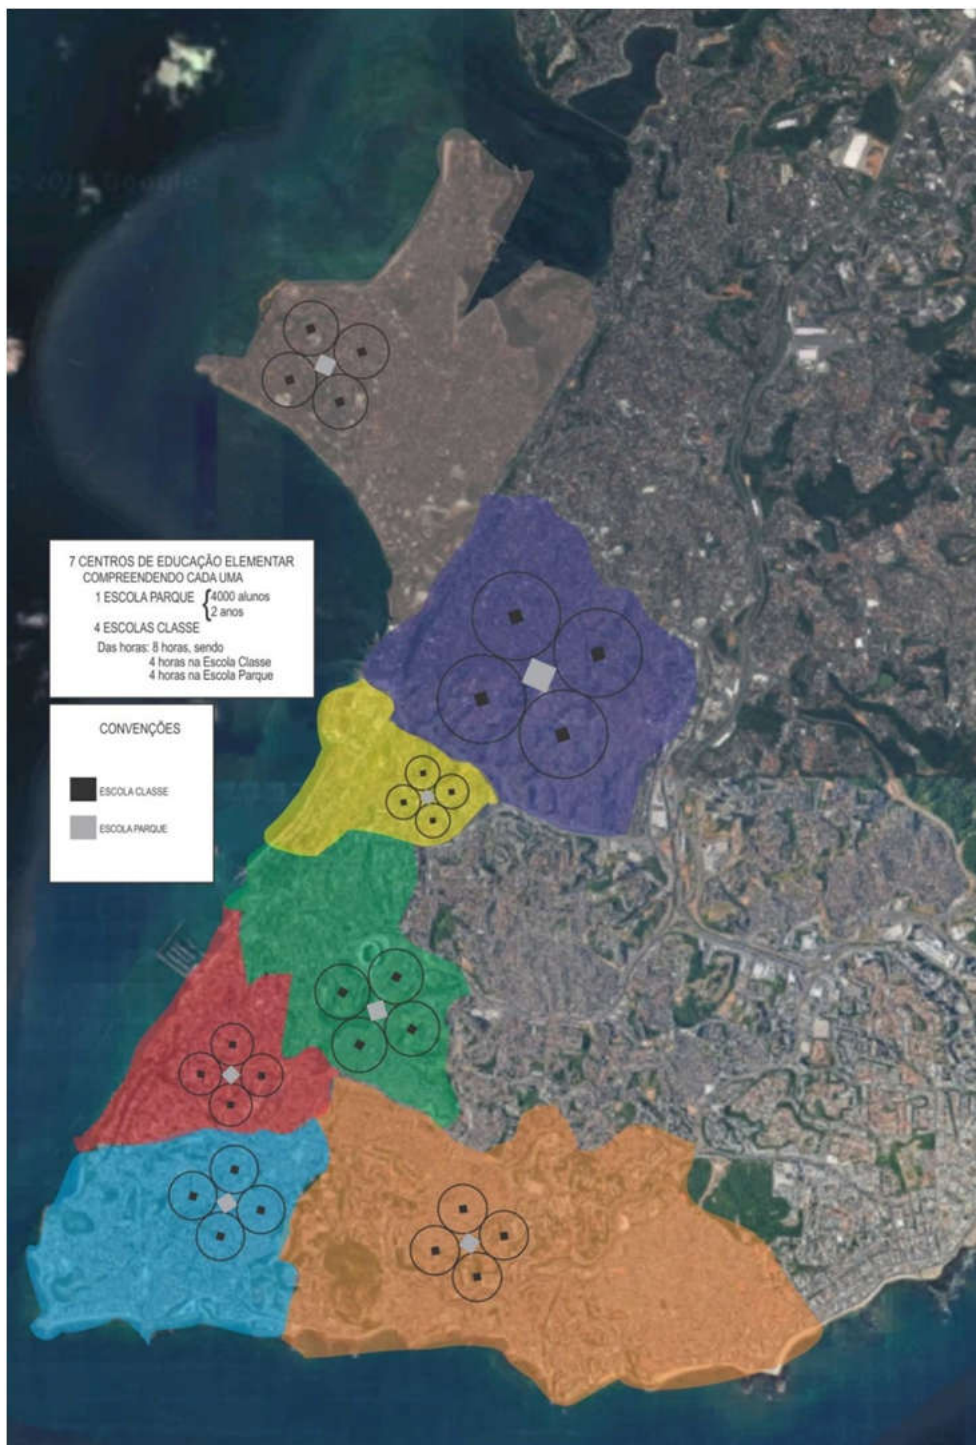 7 CENTROS DE EDUCAÇÃO ELEMENTAR
COMPREENDENDO CADA UMA
1 ESCOLA PARQUE { 4000 alunos
2 anos
4 ESCOLAS CLASSE
Das horas: 8 horas, sendo
4 horas na Escola Classe
4 horas na Escola Parque
CONVENÇÕES
ESCOLA CLASSE
ESCOLA PARQUE